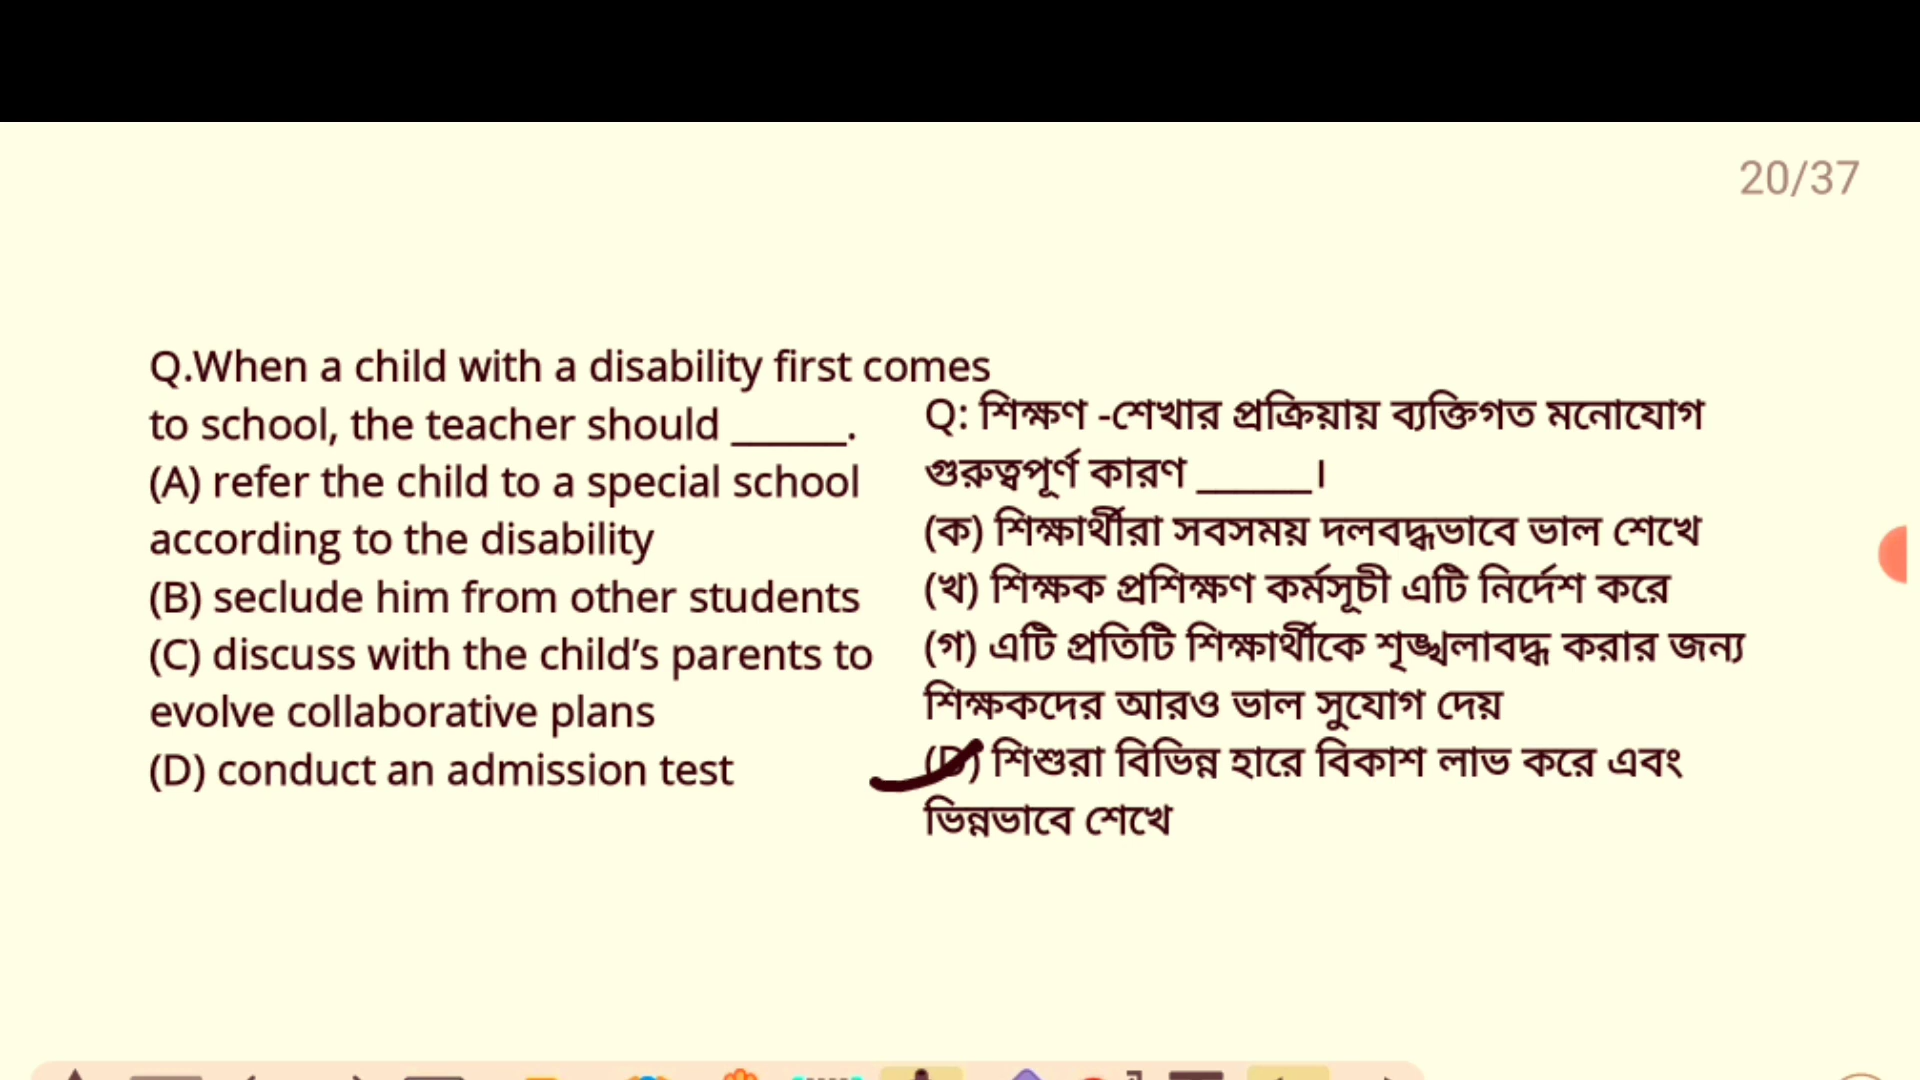 20/37
Q.When a child with a disability first comes
to school, the teacher should ______.
(A) refer the child to a special school
according to the disability
(B) seclude him from other students
(C) discuss with the child’s parents to
evolve collaborative plans
(D) conduct an admission test
Q: শিক্ষণ -শেখার প্রক্রিয়ায় ব্যক্তিগত মনোযোগ
গুরুত্বপূর্ণ কারণ ______।
(ক) শিক্ষার্থীরা সবসময় দলবদ্ধভাবে ভাল শেখে
(খ) শিক্ষক প্রশিক্ষণ কর্মসূচী এটি নির্দেশ করে
(গ) এটি প্রতিটি শিক্ষার্থীকে শৃঙ্খলাবদ্ধ করার জন্য
শিক্ষকদের আরও ভাল সুযোগ দেয়
(D) শিশুরা বিভিন্ন হারে বিকাশ লাভ করে এবং
ভিন্নভাবে শেখে